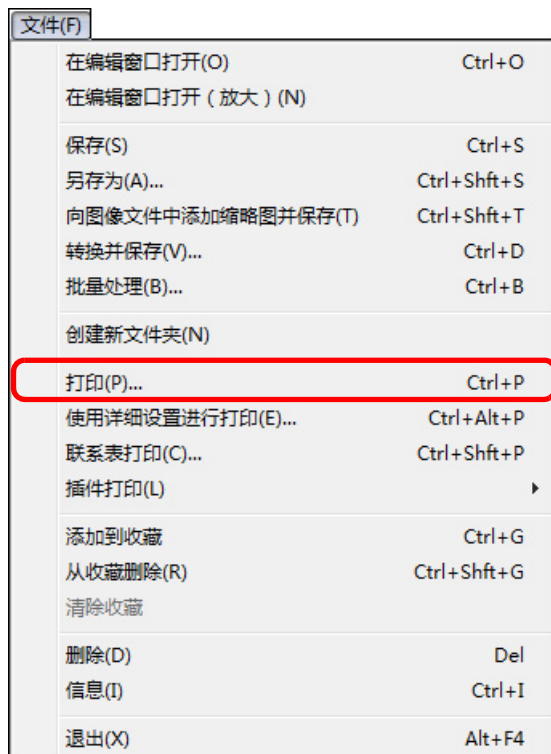 文件(F)
在编辑窗口打开(O) Ctrl+O
在编辑窗口打开（放大）(N)
保存(S) Ctrl+S
另存为(A)... Ctrl+Shft+S
向图像文件中添加缩略图并保存(T) Ctrl+Shft+T
转换并保存(V)... Ctrl+D
批量处理(B)... Ctrl+B
创建新文件夹(N)
打印(P)... Ctrl+P
使用详细设置进行打印(E)... Ctrl+Alt+P
联系表打印(C)... Ctrl+Shft+P
插件打印(L)
添加到收藏 Ctrl+G
从收藏删除(R) Ctrl+Shft+G
清除收藏
删除(D) Del
信息(I) Ctrl+I
退出(X) Alt+F4